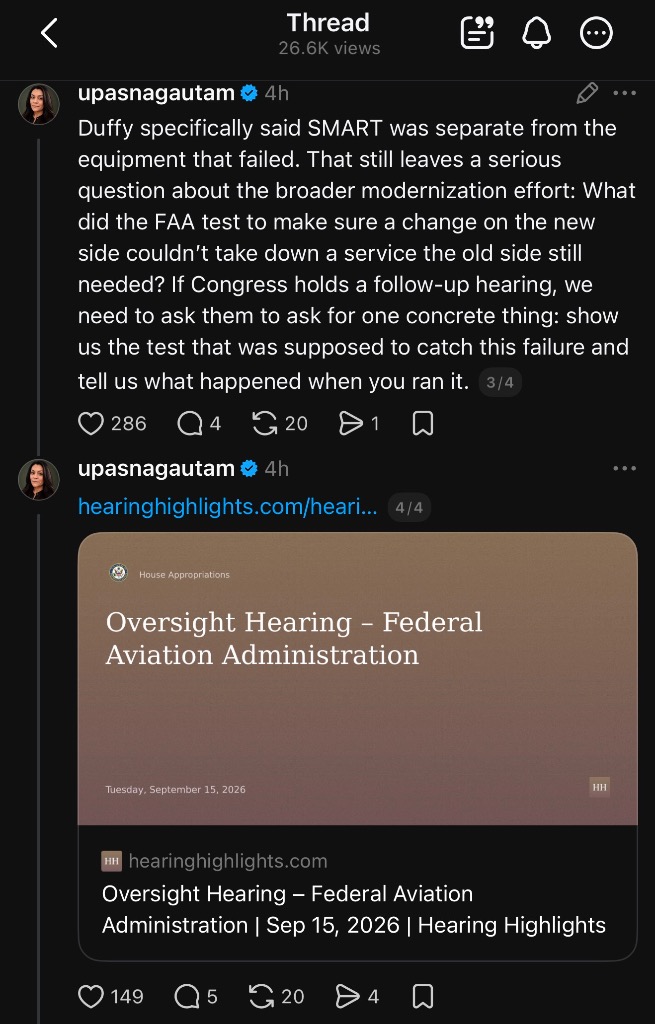 Thread
26.6K views
upasnagautam 4h
Duffy specifically said SMART was separate from the
equipment that failed. That still leaves a serious
question about the broader modernization effort: What
did the FAA test to make sure a change on the new
side couldn’t take down a service the old side still
needed? If Congress holds a follow-up hearing, we
need to ask them to ask for one concrete thing: show
us the test that was supposed to catch this failure and
tell us what happened when you ran it. 3/4
286 4 20 1
upasnagautam 4h
hearinghighlights.com/heari... 4/4
House Appropriations
Oversight Hearing – Federal
Aviation Administration
Tuesday, September 15, 2026
HH
HH hearinghighlights.com
Oversight Hearing – Federal Aviation
Administration | Sep 15, 2026 | Hearing Highlights
149 5 20 4